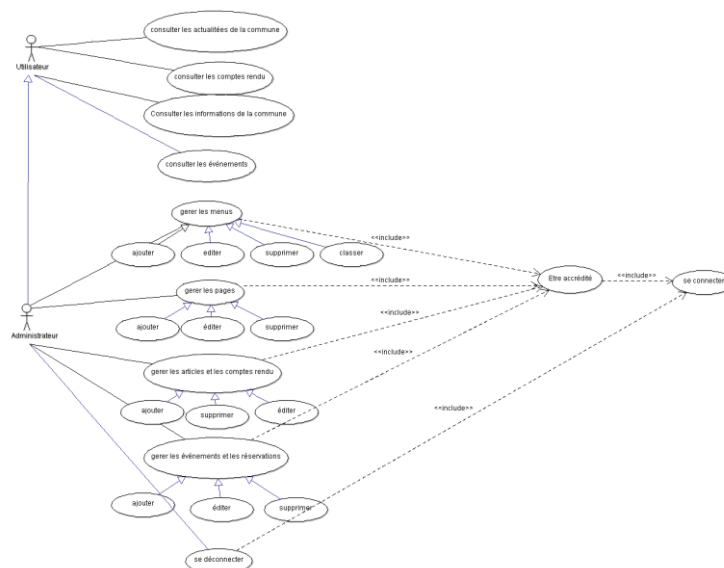 consulter les actualitées de la commune
Utilisateur
consulter les comptes rendu
Consulter les informations de la commune
consulter les événements
gerer les menus
<<include>>
ajouter
éditer
supprimer
classer
<<include>>
Etre accrédité
<<include>>
se connecter
gerer les pages
Administrateur
ajouter
éditer
supprimer
<<include>>
<<include>>
gerer les articles et les comptes rendu
ajouter
supprimer
éditer
<<include>>
gerer les événements et les réservations
ajouter
éditer
supprimer
se déconnecter